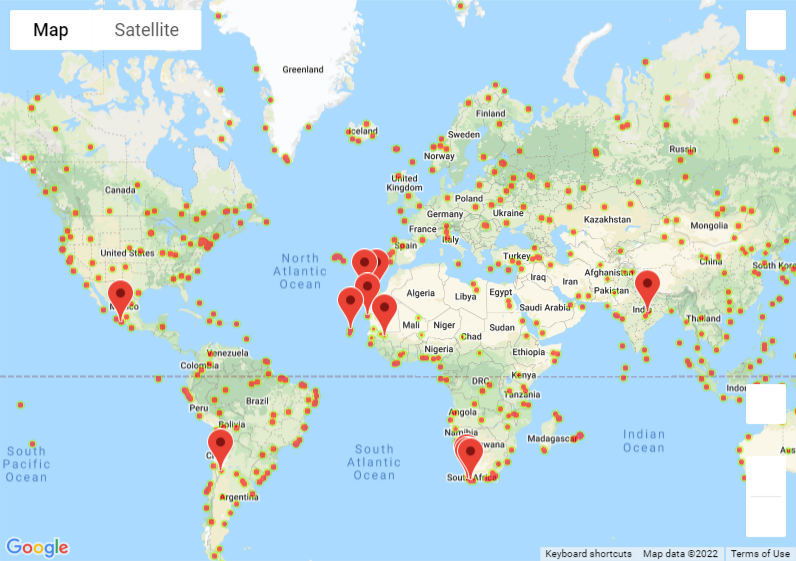 Map Satellite
Greenland
Iceland
Finland
Sweden
Norway
Russia
Canada
United
Kingdom
Poland
Germany
Ukraine
Kazakhstan
Mongolia
France
Italy
Spain
United States
North
Atlantic
Ocean
Turkey
China
South Korea
Iraq
Iran
Afghanistan
Pakistan
Algeria
Libya
Egypt
Saudi Arabia
India
Thailand
Mali
Niger
Sudan
Chad
Nigeria
Ethiopia
Venezuela
Colombia
Kenya
DRC
Tanzania
Peru
Brazil
Bolivia
Angola
Namibia
Madagascar
Indian
Ocean
South
Pacific
Ocean
South
Atlantic
Ocean
South Africa
Argentina
Google
Keyboard shortcuts Map data ©2022 Terms of Use